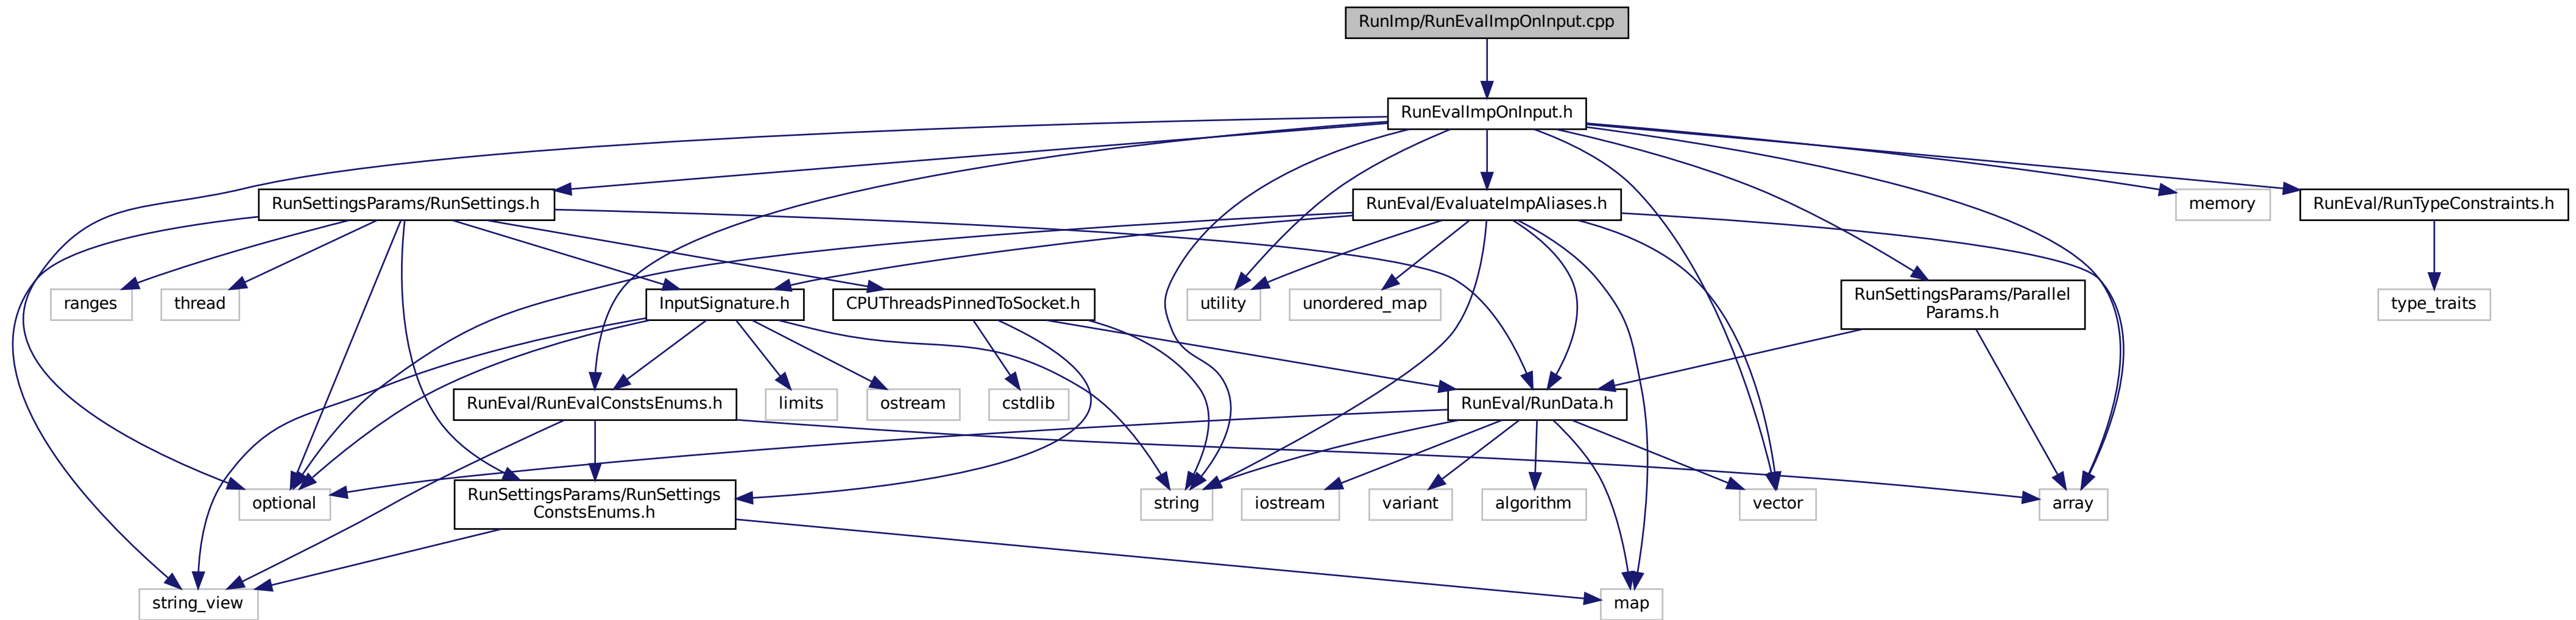 RunImp/RunEvalImpOnInput.cpp
RunEvalImpOnInput.h
RunSettingsParams/RunSettings.h
RunEval/EvaluateImpAliases.h
memory
RunEval/RunTypeConstraints.h
ranges
thread
InputSignature.h
CPUThreadsPinnedToSocket.h
utility
unordered_map
RunSettingsParams/Parallel
Params.h
type_traits
RunEval/RunEvalConstsEnums.h
limits
ostream
cstdlib
RunEval/RunData.h
optional
RunSettingsParams/RunSettings
ConstsEnums.h
string
iostream
variant
algorithm
vector
array
string_view
map